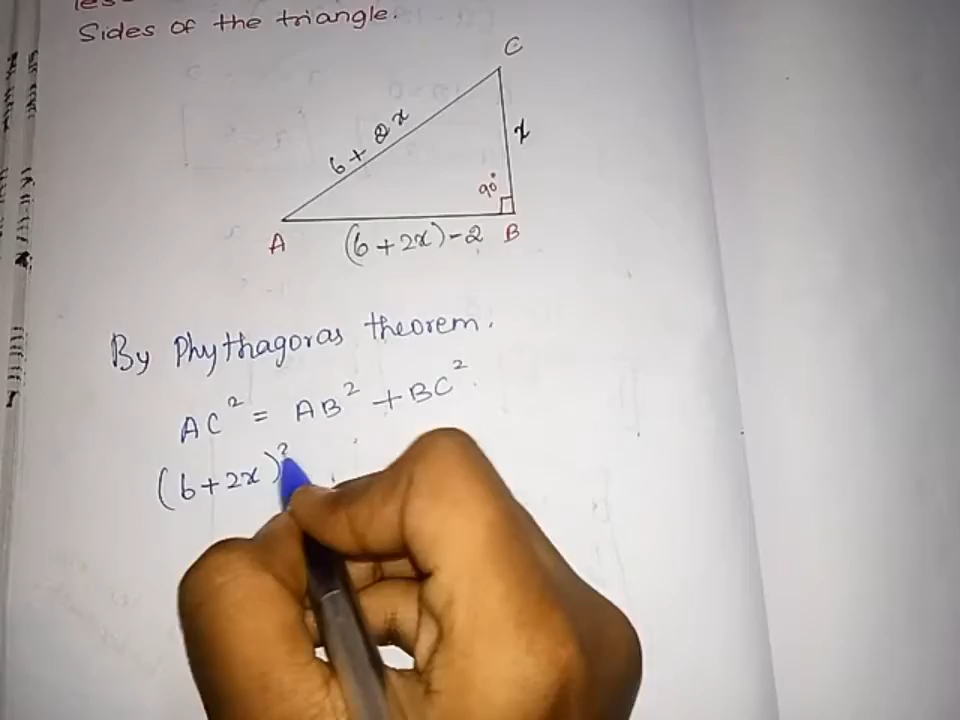 Sides of the triangle.
C
6 + 2x
x
90°
A
(6 + 2x) - 2
B
By Phythagoras theorem.
AC² = AB² + BC²
(6 + 2x)²